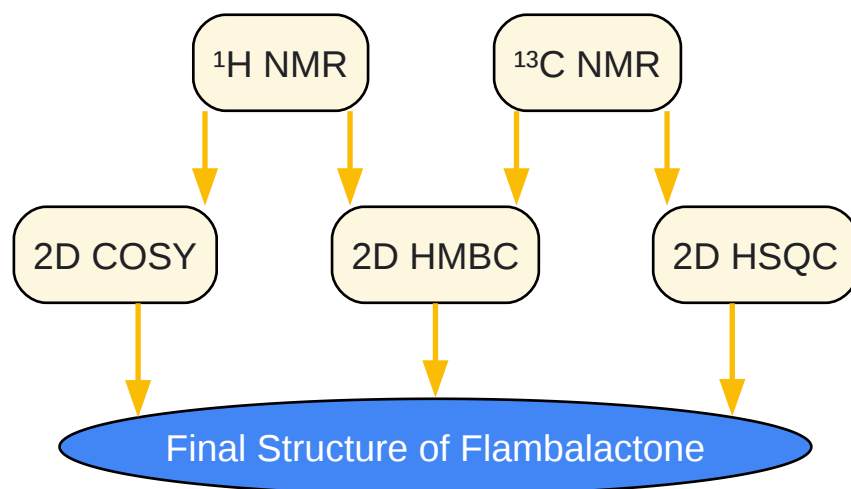 ¹H NMR
¹³C NMR
2D COSY
2D HMBC
2D HSQC
Final Structure of Flambalactone